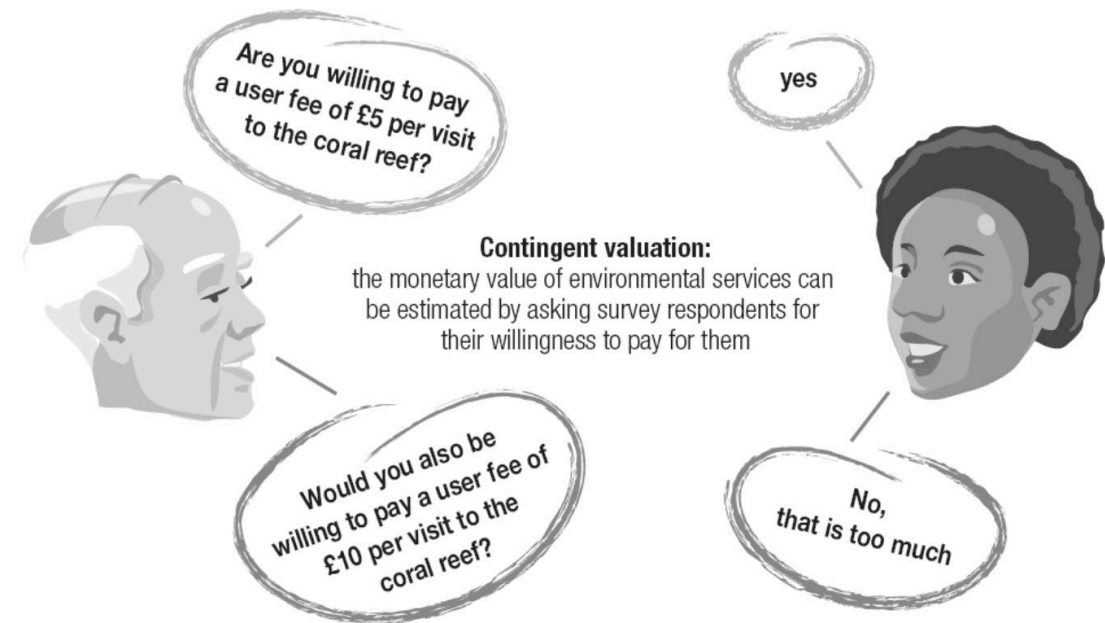 Are you willing to pay
a user fee of £5 per visit
to the coral reef?
yes
Contingent valuation:
the monetary value of environmental services can
be estimated by asking survey respondents for
their willingness to pay for them
Would you also be
willing to pay a user fee of
£10 per visit to the
coral reef?
No,
that is too much